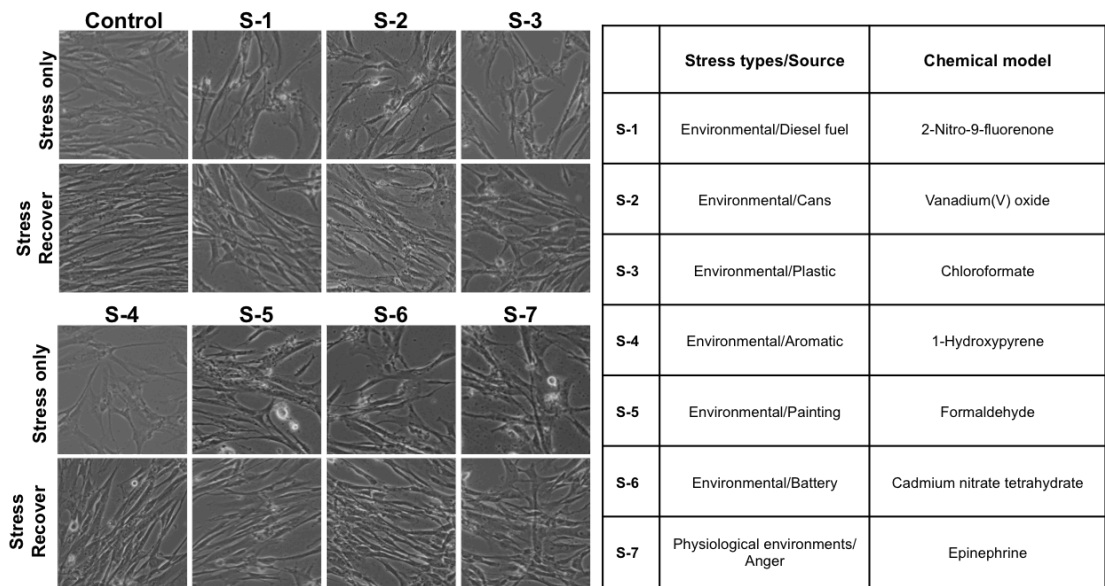 Control S-1 S-2 S-3
Stress only
Stress
Recover
S-4 S-5 S-6 S-7
Stress only
Stress
Recover
Stress types/Source Chemical model
S-1 Environmental/Diesel fuel 2-Nitro-9-fluorenone
S-2 Environmental/Cans Vanadium(V) oxide
S-3 Environmental/Plastic Chloroformate
S-4 Environmental/Aromatic 1-Hydroxypyrene
S-5 Environmental/Painting Formaldehyde
S-6 Environmental/Battery Cadmium nitrate tetrahydrate
S-7 Physiological environments/
Anger Epinephrine